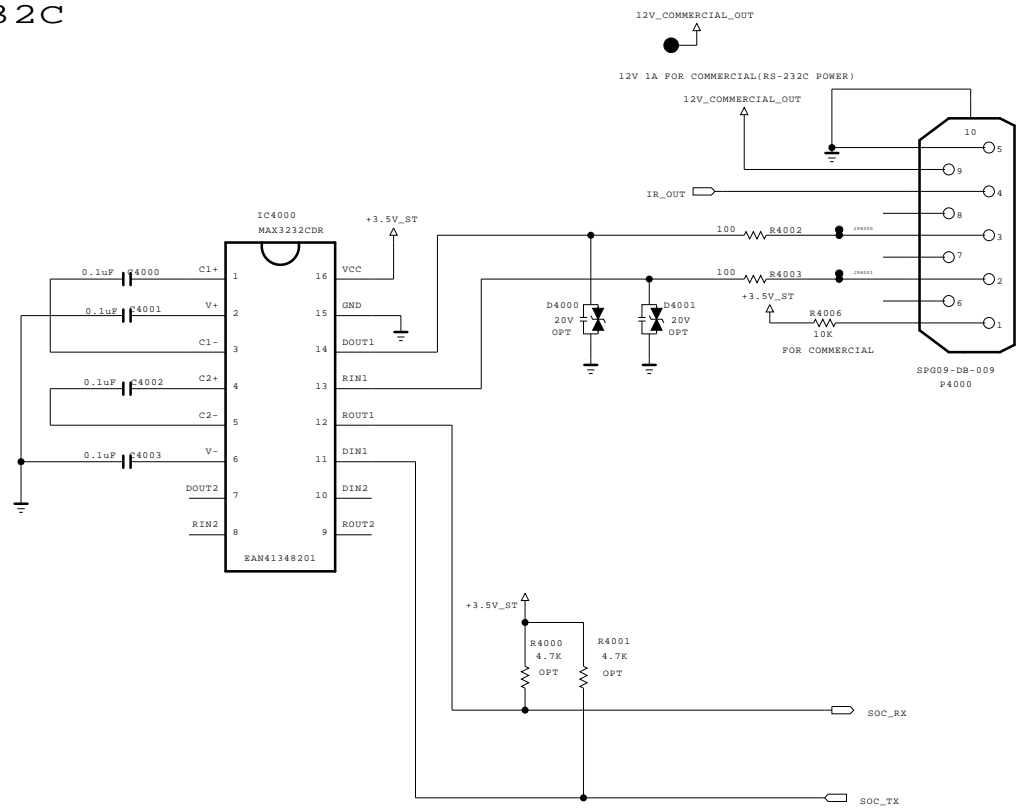 32C
12V_COMMERCIAL_OUT
12V 1A FOR COMMERCIAL(RS-232C POWER)
12V_COMMERCIAL_OUT
10
5
9
IR_OUT
4
8
IC4000
MAX3232CDR
+3.5V_ST
100
R4002
JP4000
3
7
0.1uF
C4000
C1+
1
16
VCC
100
R4003
JP4001
2
0.1uF
C4001
V+
2
15
GND
D4000
20V
OPT
D4001
20V
OPT
+3.5V_ST
6
R4006
10K
1
FOR COMMERCIAL
C1-
3
14
DOUT1
SPG09-DB-009
P4000
0.1uF
C4002
C2+
4
13
RIN1
C2-
5
12
ROUT1
0.1uF
C4003
V-
6
11
DIN1
DOUT2
7
10
DIN2
RIN2
8
9
ROUT2
EAN41348201
+3.5V_ST
R4000
4.7K
OPT
R4001
4.7K
OPT
SOC_RX
SOC_TX